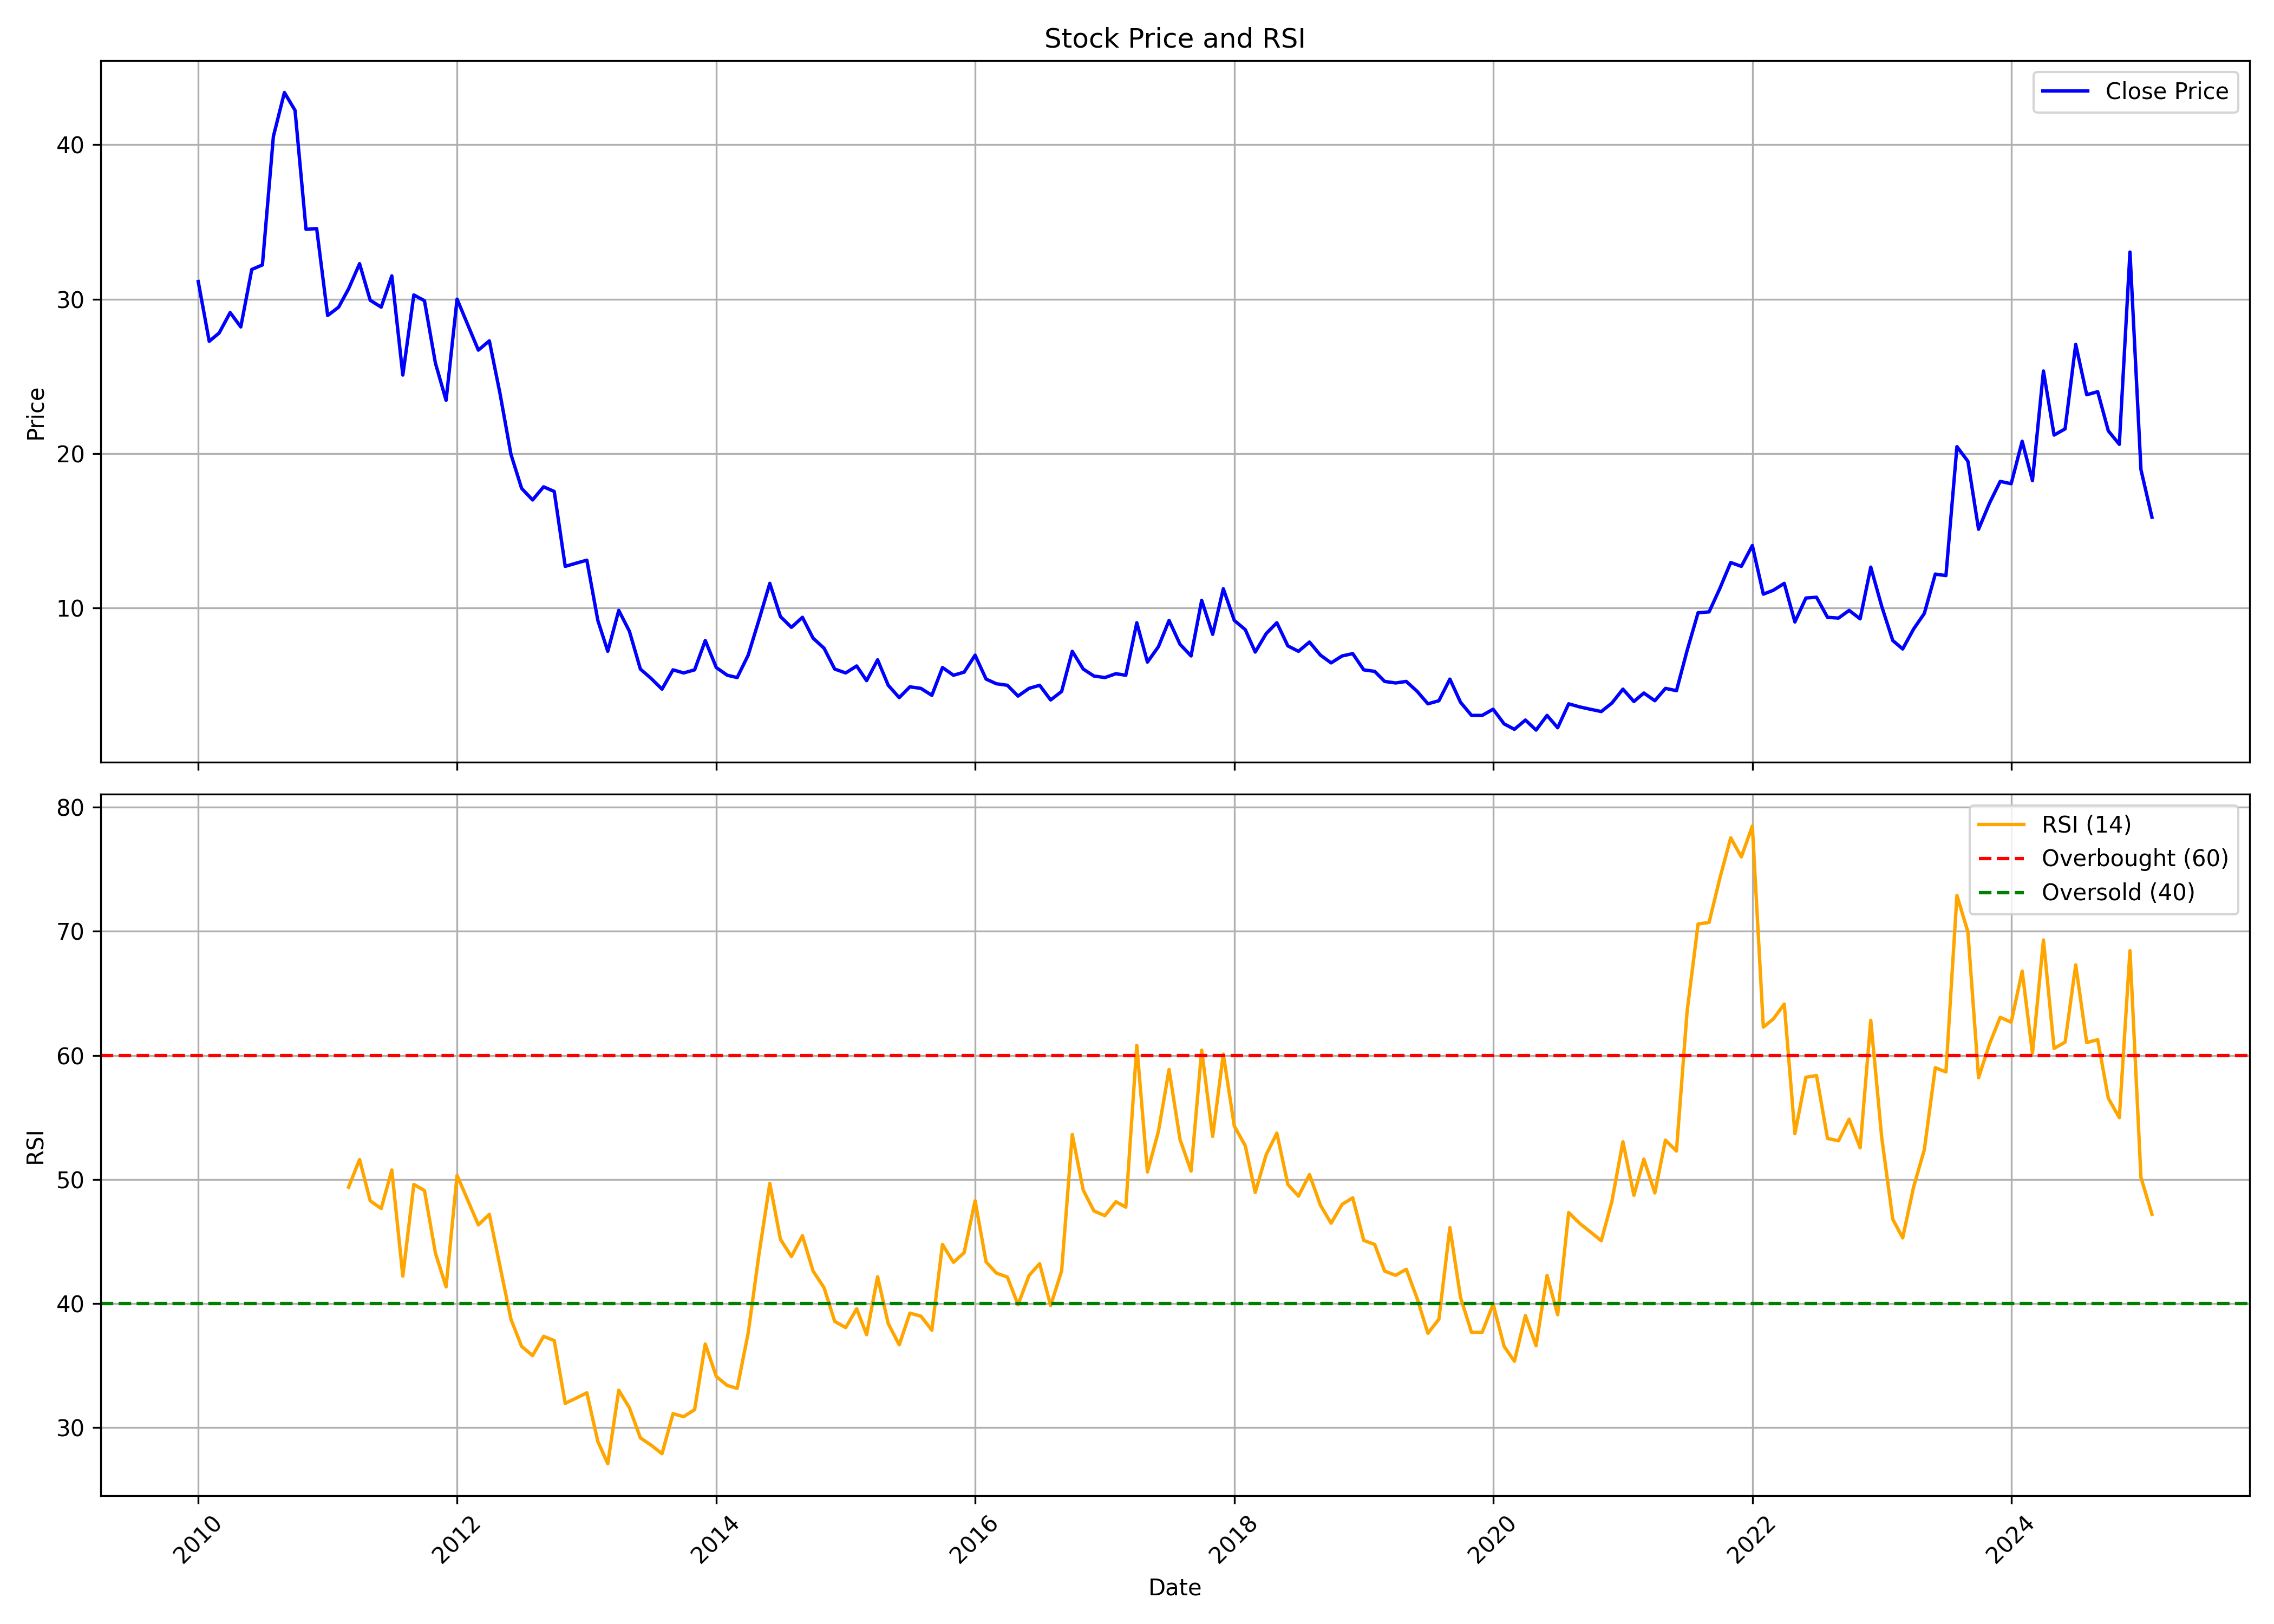 Stock Price and RSI
Close Price
40
30
20
10
Price
RSI (14)
Overbought (60)
Oversold (40)
80
70
60
50
40
30
RSI
2010
2012
2014
2016
2018
2020
2022
2024
Date